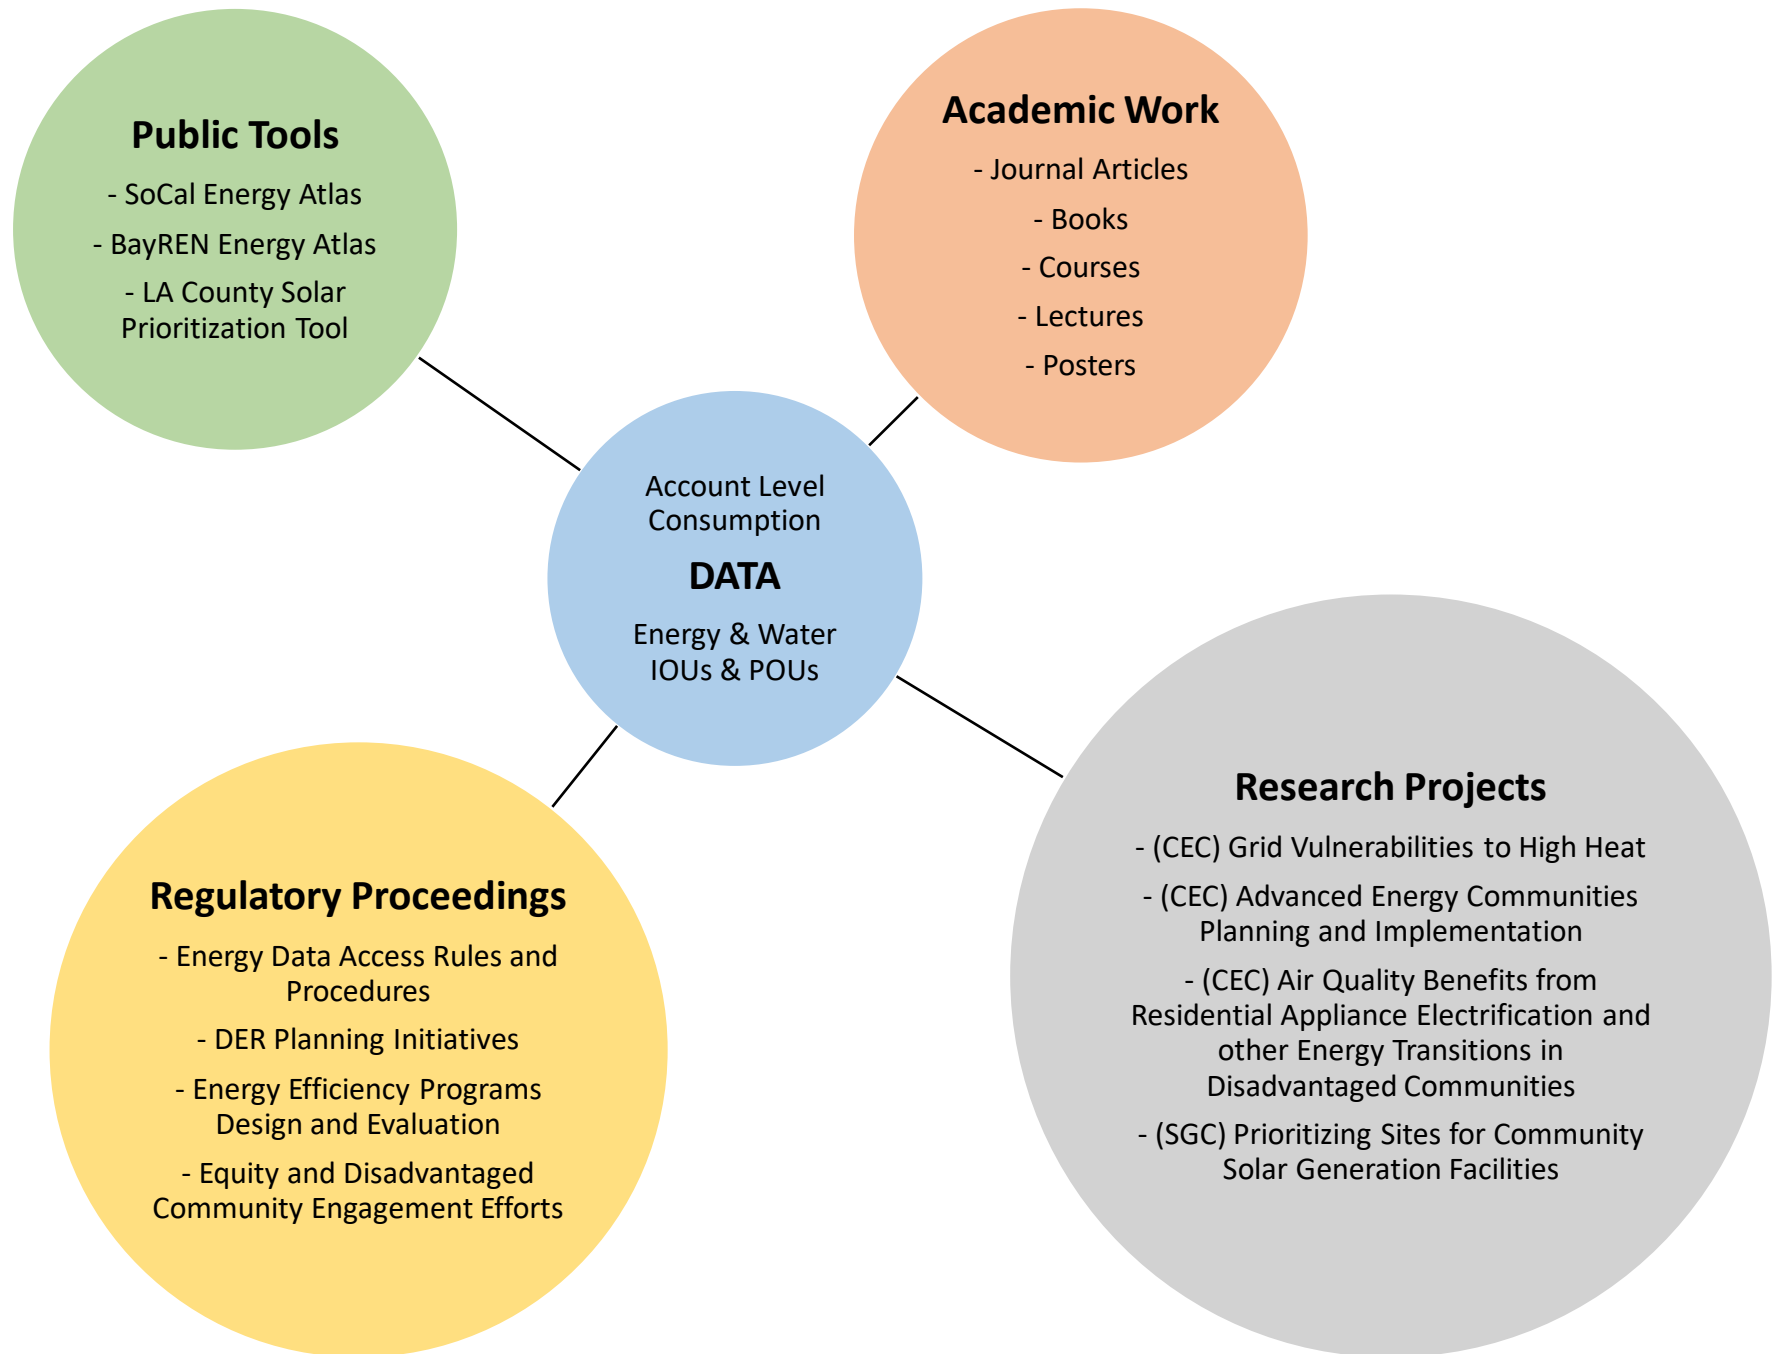 Public Tools
- SoCal Energy Atlas
- BayREN Energy Atlas
- LA County Solar
Prioritization Tool
Academic Work
- Journal Articles
- Books
- Courses
- Lectures
- Posters
Account Level
Consumption
DATA
Energy & Water
IOUs & POUs
Regulatory Proceedings
- Energy Data Access Rules and
Procedures
- DER Planning Initiatives
- Energy Efficiency Programs
Design and Evaluation
- Equity and Disadvantaged
Community Engagement Efforts
Research Projects
- (CEC) Grid Vulnerabilities to High Heat
- (CEC) Advanced Energy Communities
Planning and Implementation
- (CEC) Air Quality Benefits from
Residential Appliance Electrification and
other Energy Transitions in
Disadvantaged Communities
- (SGC) Prioritizing Sites for Community
Solar Generation Facilities